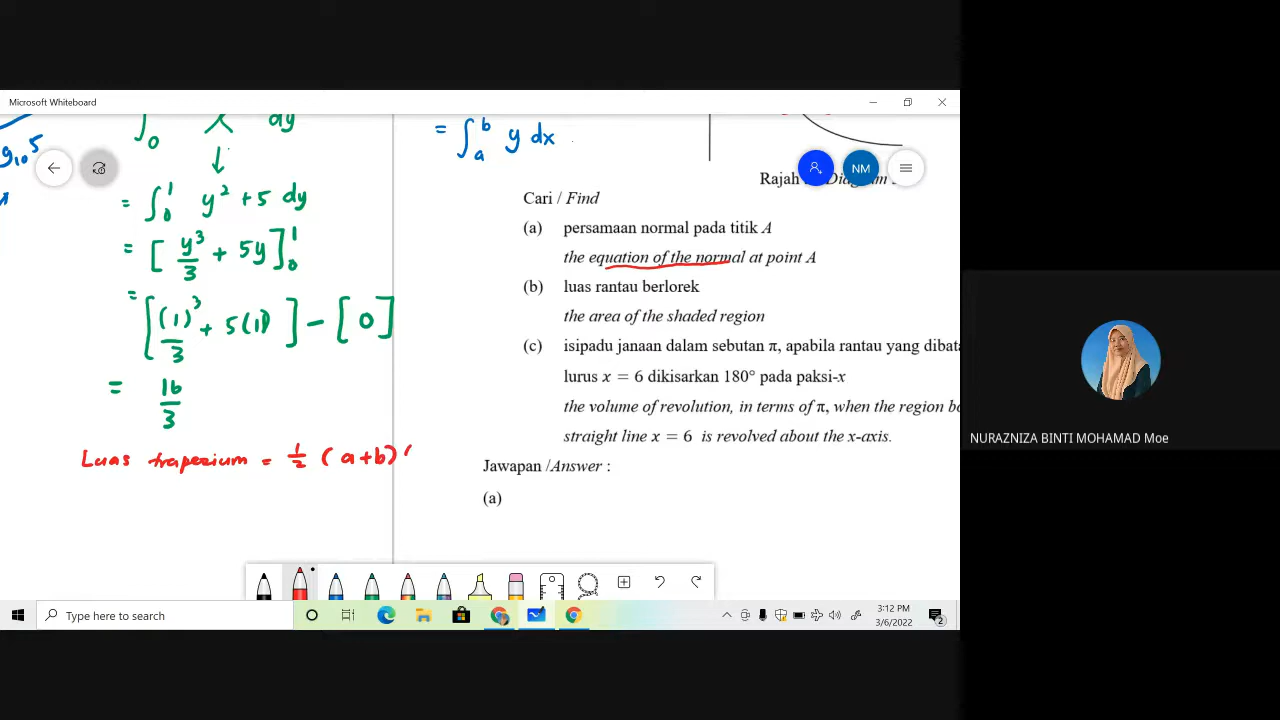 Microsoft Whiteboard
∫₀ x dy
= ∫₀¹ y² + 5 dy
= [ y³/3 + 5y ]₀¹
= [ (1)³/3 + 5(1) ] − [ 0 ]
= 16/3
Luas trapezium = 1/2 (a+b) (
= ∫ₐᵇ y dx
NM
Cari / Find
(a) persamaan normal pada titik A
the equation of the normal at point A
(b) luas rantau berlorek
the area of the shaded region
(c) isipadu janaan dalam sebutan π, apabila rantau yang
lurus x = 6 dikisarkan 180° pada paksi-x
the volume of revolution, in terms of π, when the region
straight line x = 6 is revolved about the x-axis.
Jawapan /Answer :
(a)
NURAZNIZA BINTI MOHAMAD Moe
Type here to search
3:12 PM
3/6/2022
2